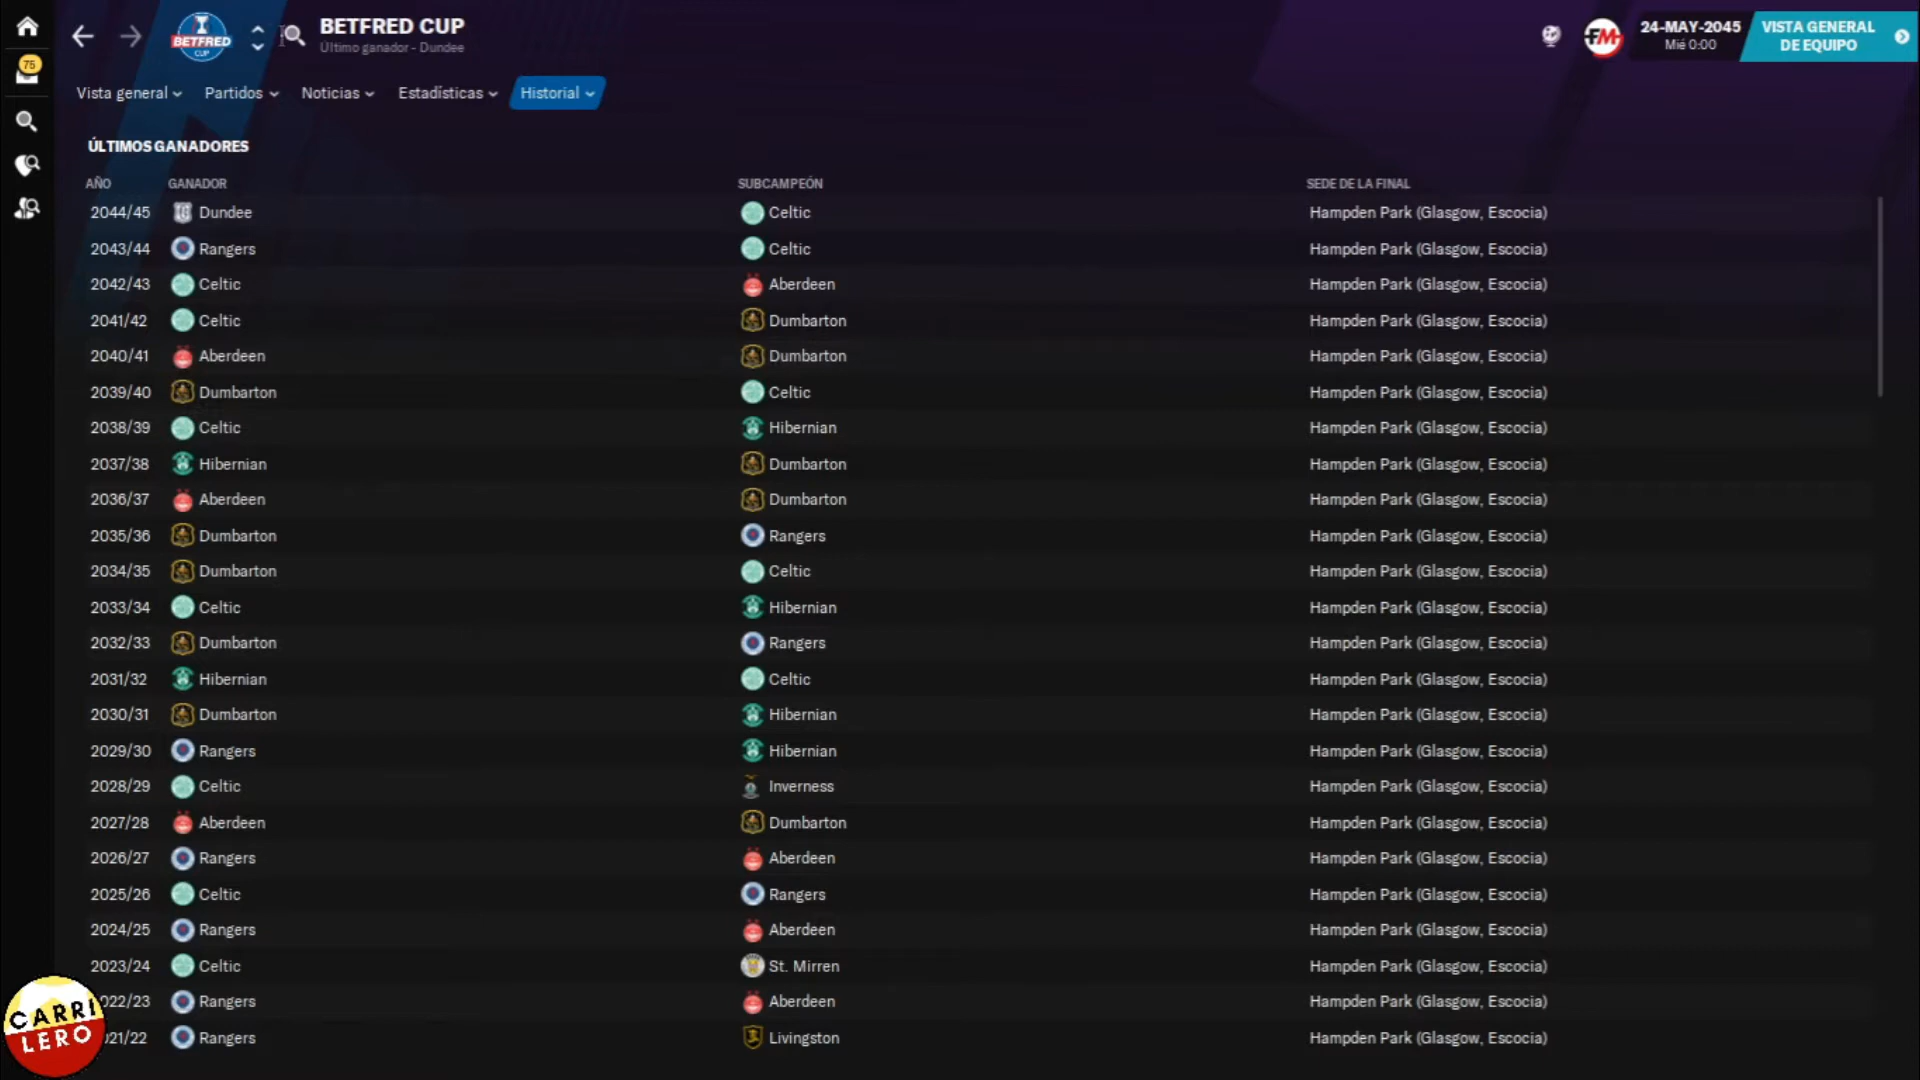 BETFRED CUP
BETFRED CUP
Último ganador - Dundee
24-MAY-2045
Mié 0:00
VISTA GENERAL
DE EQUIPO
75
FM
Vista general Partidos Noticias Estadísticas Historial
ÚLTIMOS GANADORES
AÑO GANADOR SUBCAMPEÓN SEDE DE LA FINAL
2044/45 Dundee Celtic Hampden Park (Glasgow, Escocia)
2043/44 Rangers Celtic Hampden Park (Glasgow, Escocia)
2042/43 Celtic Aberdeen Hampden Park (Glasgow, Escocia)
2041/42 Celtic Dumbarton Hampden Park (Glasgow, Escocia)
2040/41 Aberdeen Dumbarton Hampden Park (Glasgow, Escocia)
2039/40 Dumbarton Celtic Hampden Park (Glasgow, Escocia)
2038/39 Celtic Hibernian Hampden Park (Glasgow, Escocia)
2037/38 Hibernian Dumbarton Hampden Park (Glasgow, Escocia)
2036/37 Aberdeen Dumbarton Hampden Park (Glasgow, Escocia)
2035/36 Dumbarton Rangers Hampden Park (Glasgow, Escocia)
2034/35 Dumbarton Celtic Hampden Park (Glasgow, Escocia)
2033/34 Celtic Hibernian Hampden Park (Glasgow, Escocia)
2032/33 Dumbarton Rangers Hampden Park (Glasgow, Escocia)
2031/32 Hibernian Celtic Hampden Park (Glasgow, Escocia)
2030/31 Dumbarton Hibernian Hampden Park (Glasgow, Escocia)
2029/30 Rangers Hibernian Hampden Park (Glasgow, Escocia)
2028/29 Celtic Inverness Hampden Park (Glasgow, Escocia)
2027/28 Aberdeen Dumbarton Hampden Park (Glasgow, Escocia)
2026/27 Rangers Aberdeen Hampden Park (Glasgow, Escocia)
2025/26 Celtic Rangers Hampden Park (Glasgow, Escocia)
2024/25 Rangers Aberdeen Hampden Park (Glasgow, Escocia)
2023/24 Celtic St. Mirren Hampden Park (Glasgow, Escocia)
022/23 Rangers Aberdeen Hampden Park (Glasgow, Escocia)
21/22 Rangers Livingston Hampden Park (Glasgow, Escocia)
CARRI
LERO